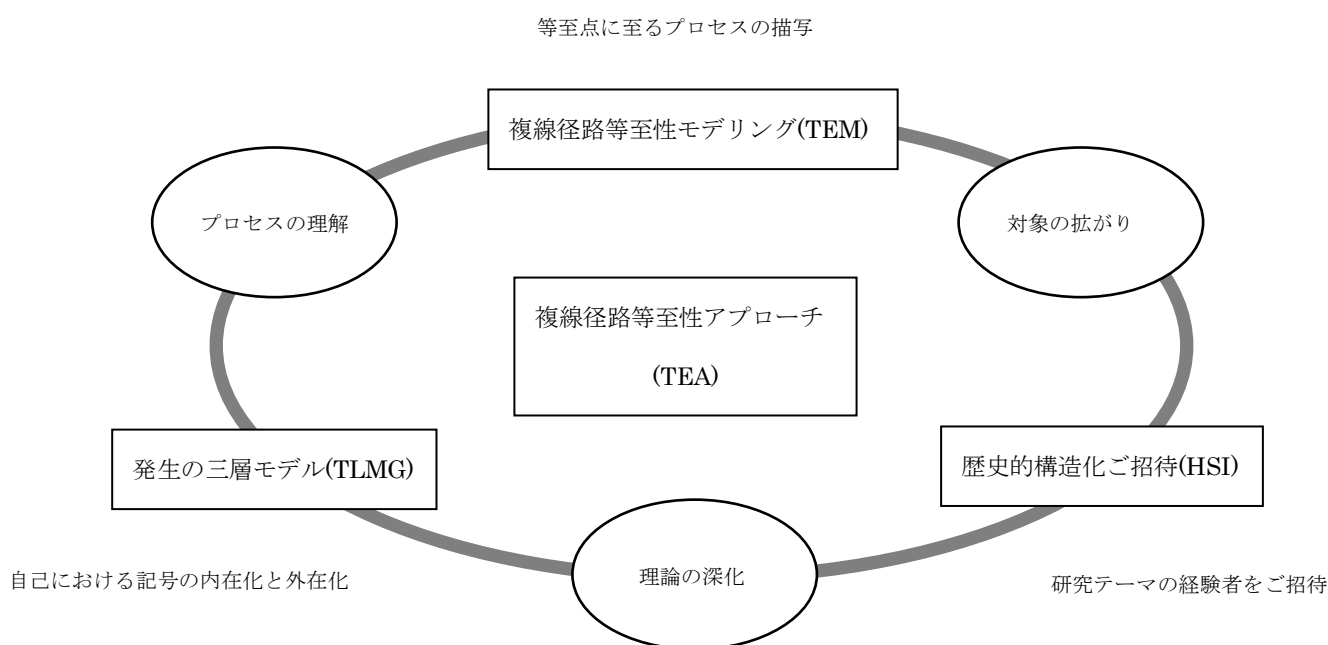 等至点に至るプロセスの描写
複線径路等至性モデリング(TEM)
プロセスの理解
対象の拡がり
複線径路等至性アプローチ
(TEA)
発生の三層モデル(TLMG)
歴史的構造化ご招待(HSI)
理論の深化
自己における記号の内在化と外在化
研究テーマの経験者をご招待